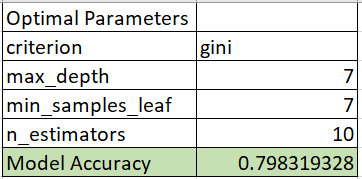 Optimal Parameters
criterion gini
max_depth 7
min_samples_leaf 7
n_estimators 10
Model Accuracy 0.798319328